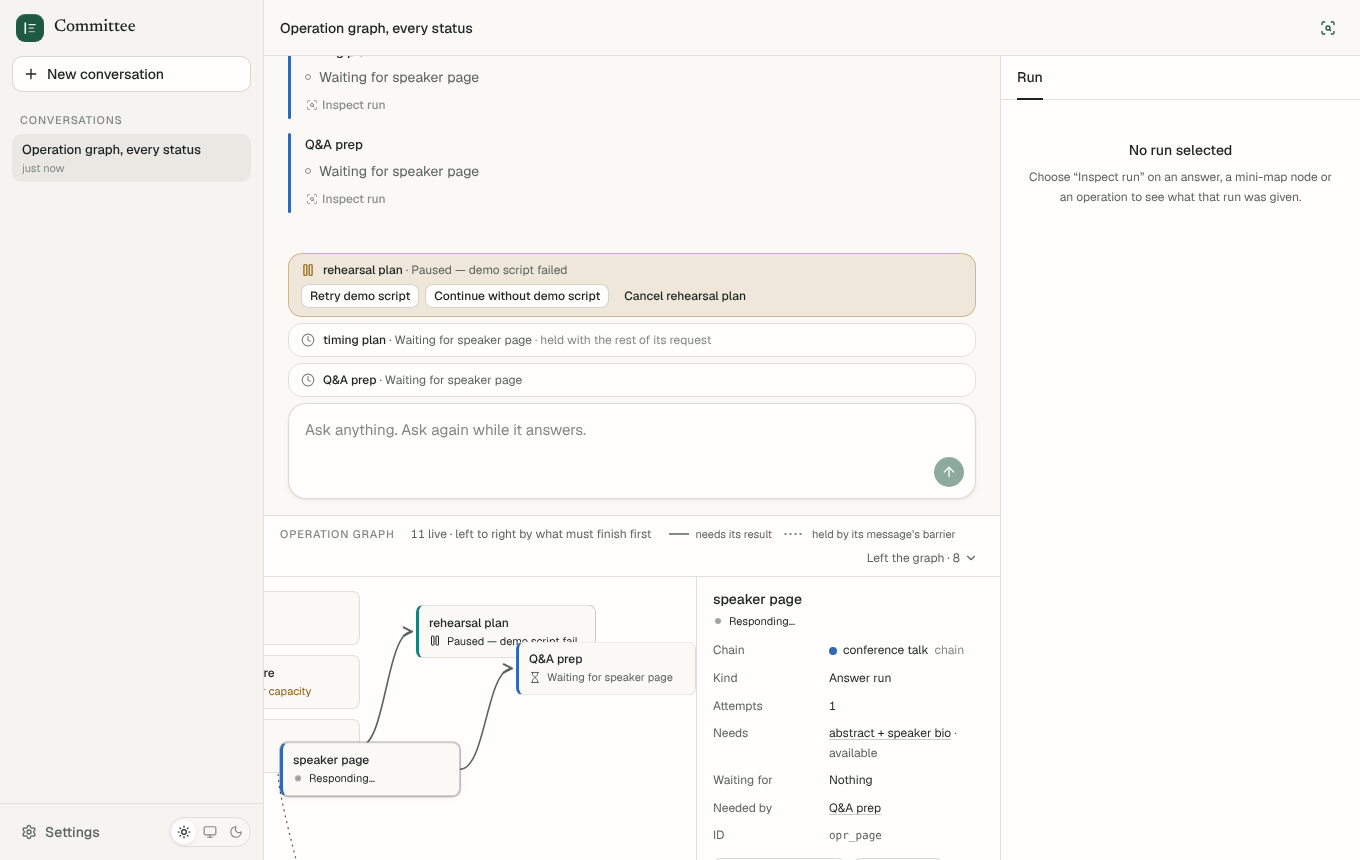 Committee
New conversation
CONVERSATIONS
Operation graph, every status
just now
Settings
Operation graph, every status
Waiting for speaker page
Inspect run
Q&A prep
Waiting for speaker page
Inspect run
rehearsal plan · Paused — demo script failed
Retry demo script
Continue without demo script
Cancel rehearsal plan
timing plan · Waiting for speaker page · held with the rest of its request
Q&A prep · Waiting for speaker page
Ask anything. Ask again while it answers.
OPERATION GRAPH
11 live · left to right by what must finish first
needs its result
held by its message's barrier
Left the graph · 8
rehearsal plan
Paused — demo script fail
Q&A prep
Waiting for speaker page
re
capacity
speaker page
Responding…
speaker page
Responding…
Chain
conference talk chain
Kind
Answer run
Attempts
1
Needs
abstract + speaker bio ·
available
Waiting for
Nothing
Needed by
Q&A prep
ID
opr_page
Run
No run selected
Choose “Inspect run” on an answer, a mini-map node or
an operation to see what that run was given.